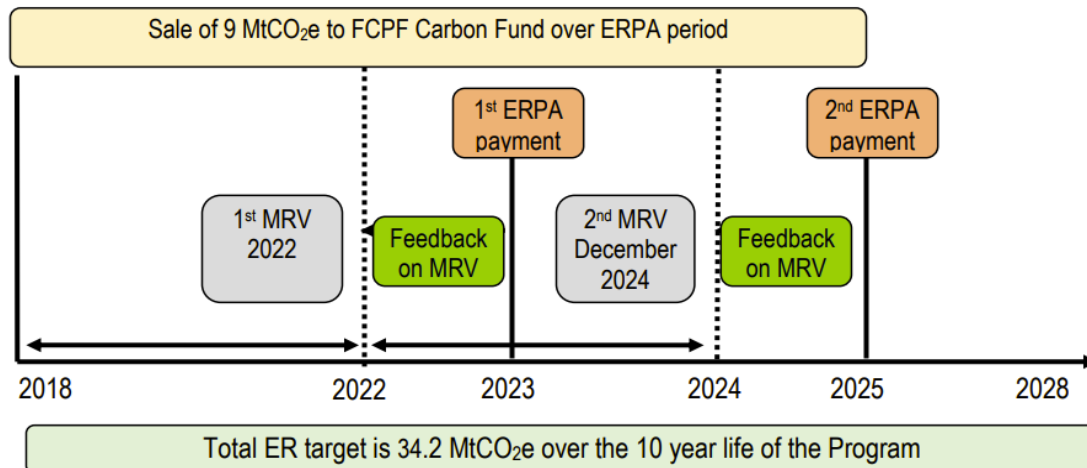 Sale of 9 MtCO₂e to FCPF Carbon Fund over ERPA period
1ˢᵗ ERPA
payment
2ⁿᵈ ERPA
payment
1ˢᵗ MRV
2022
Feedback
on MRV
2ⁿᵈ MRV
December
2024
Feedback
on MRV
2018
2022
2023
2024
2025
2028
Total ER target is 34.2 MtCO₂e over the 10 year life of the Program